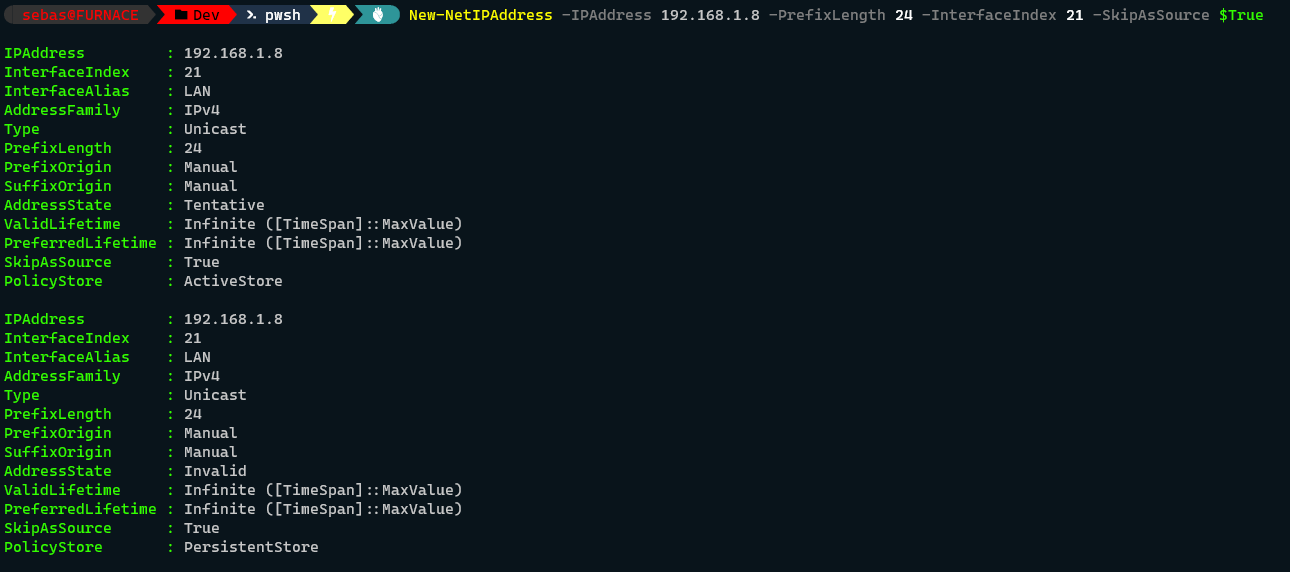 sebas@FURNACE Dev pwsh New-NetIPAddress -IPAddress 192.168.1.8 -PrefixLength 24 -InterfaceIndex 21 -SkipAsSource $True
IPAddress : 192.168.1.8
InterfaceIndex : 21
InterfaceAlias : LAN
AddressFamily : IPv4
Type : Unicast
PrefixLength : 24
PrefixOrigin : Manual
SuffixOrigin : Manual
AddressState : Tentative
ValidLifetime : Infinite ([TimeSpan]::MaxValue)
PreferredLifetime : Infinite ([TimeSpan]::MaxValue)
SkipAsSource : True
PolicyStore : ActiveStore
IPAddress : 192.168.1.8
InterfaceIndex : 21
InterfaceAlias : LAN
AddressFamily : IPv4
Type : Unicast
PrefixLength : 24
PrefixOrigin : Manual
SuffixOrigin : Manual
AddressState : Invalid
ValidLifetime : Infinite ([TimeSpan]::MaxValue)
PreferredLifetime : Infinite ([TimeSpan]::MaxValue)
SkipAsSource : True
PolicyStore : PersistentStore